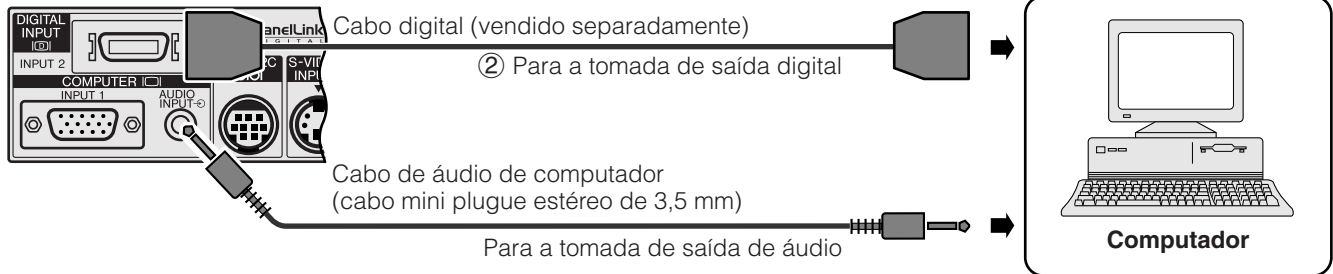 DIGITAL
INPUT
INPUT 2
anelLink
DIGITAL
Cabo digital (vendido separadamente)
② Para a tomada de saída digital
COMPUTER
INPUT 1
AUDIO
INPUT
S-VID
INPU
Cabo de áudio de computador
(cabo mini plugue estéreo de 3,5 mm)
Para a tomada de saída de áudio
Computador